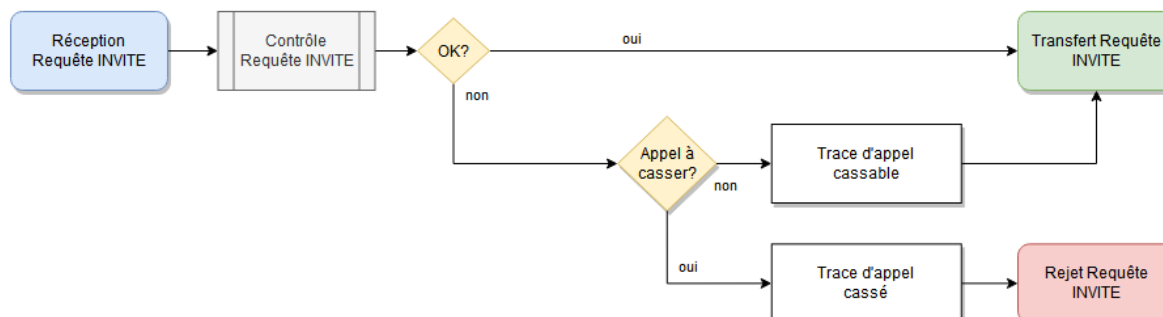 Réception
Requête INVITE
Contrôle
Requête INVITE
OK?
oui
Transfert Requête
INVITE
non
Appel à
casser?
non
Trace d'appel
cassable
oui
Trace d'appel
cassé
Rejet Requête
INVITE